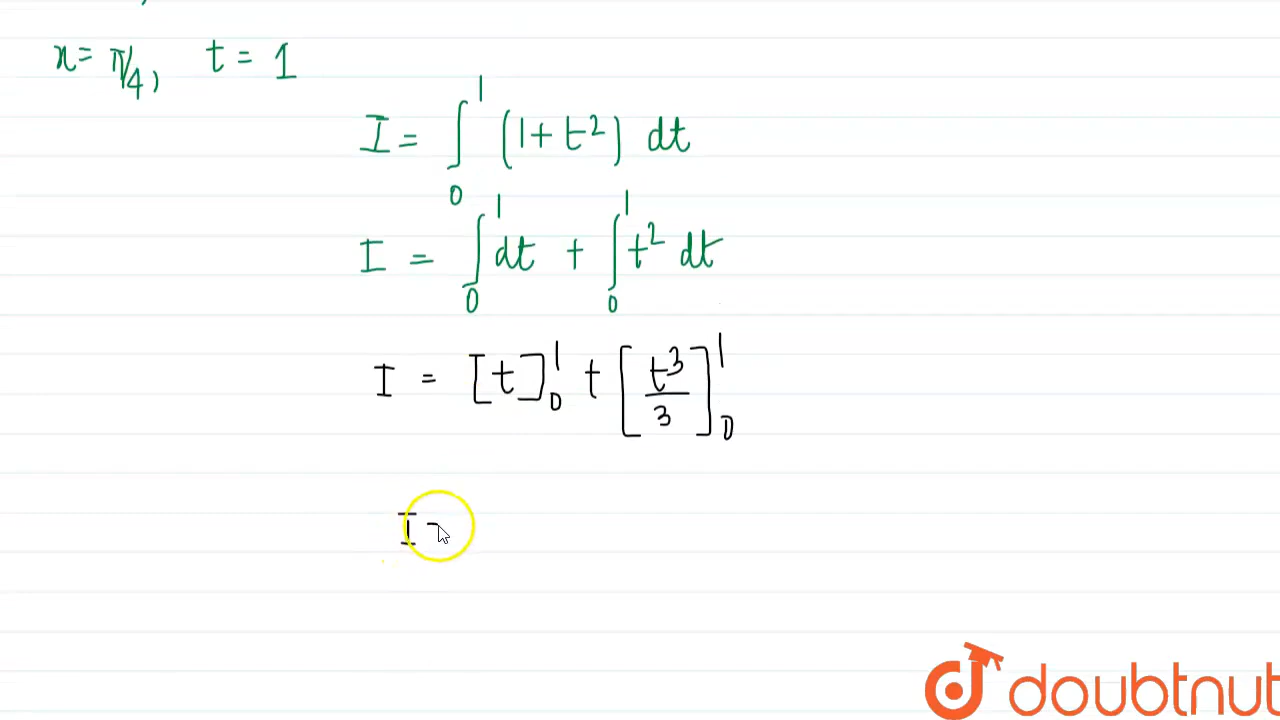 x = π/4, t = 1
I = ∫₀¹ (1 + t²) dt
I = ∫₀¹ dt + ∫₀¹ t² dt
I = [t]₀¹ + [t³/3]₀¹
I -
doubtnut